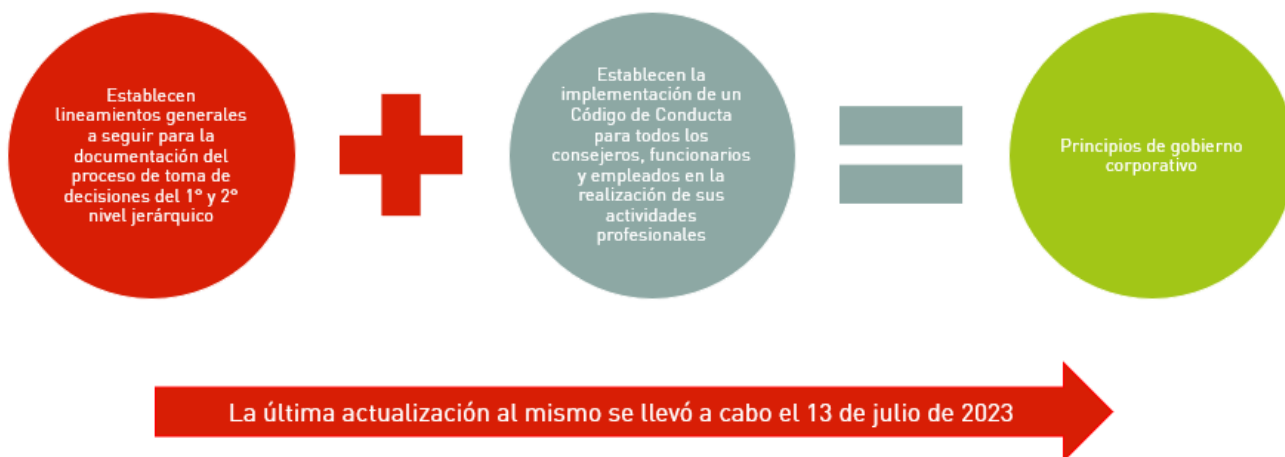 Establecen
lineamientos generales
a seguir para la
documentación del
proceso de toma de
decisiones del 1° y 2°
nivel jerárquico
Establecen la
implementación de un
Código de Conducta
para todos los
consejeros, funcionarios
y empleados en la
realización de sus
actividades
profesionales
Principios de gobierno
corporativo
La última actualización al mismo se llevó a cabo el 13 de julio de 2023